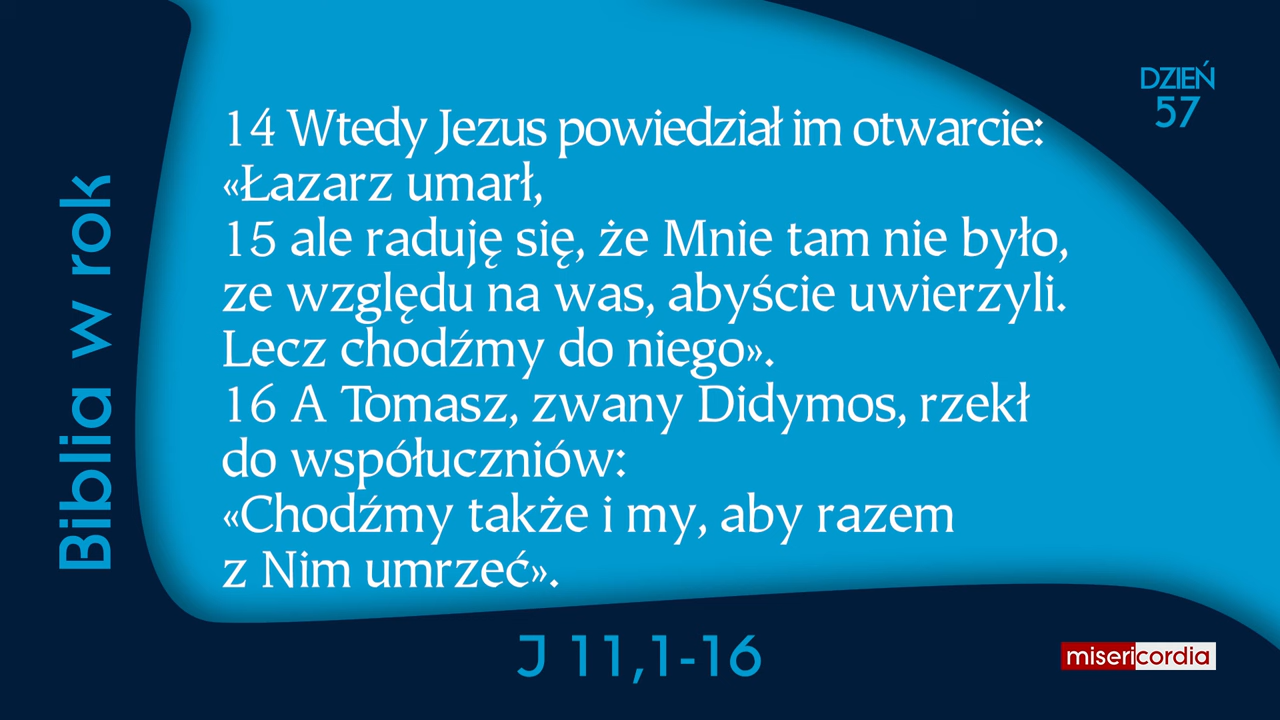 DZIEŃ
57
14 Wtedy Jezus powiedział im otwarcie:
«Łazarz umarł,
15 ale raduję się, że Mnie tam nie było,
ze względu na was, abyście uwierzyli.
Lecz chodźmy do niego».
16 A Tomasz, zwany Didymos, rzekł
do współuczniów:
«Chodźmy także i my, aby razem
z Nim umrzeć».
Biblia w rok
J 11,1-16
misericordia